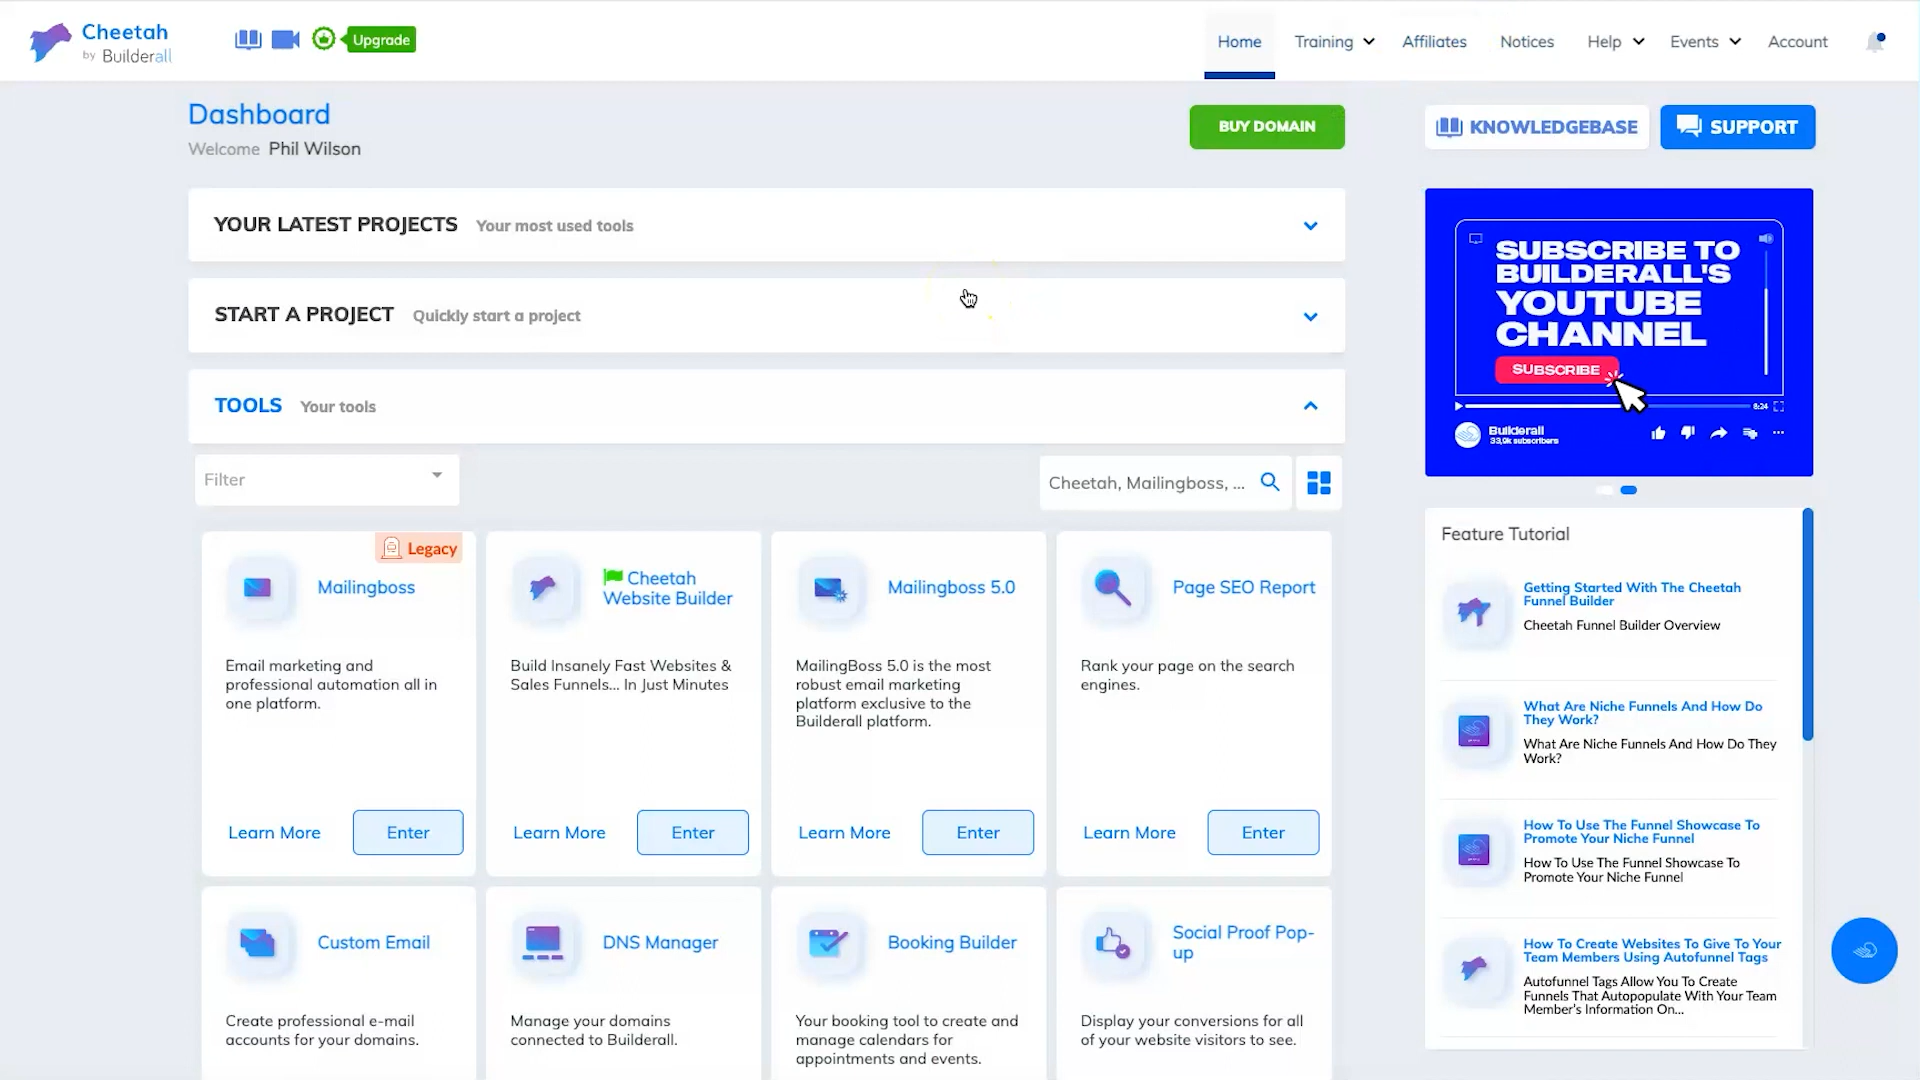 Cheetah
by Builderall
Upgrade
Home
Training
Affiliates
Notices
Help
Events
Account
Dashboard
Welcome Phil Wilson
BUY DOMAIN
KNOWLEDGEBASE
SUPPORT
YOUR LATEST PROJECTS Your most used tools
START A PROJECT Quickly start a project
TOOLS Your tools
Filter
Cheetah, Mailingboss, ...
Legacy
Mailingboss
Email marketing and
professional automation all in
one platform.
Learn More
Enter
Cheetah
Website Builder
Build Insanely Fast Websites &
Sales Funnels... In Just Minutes
Learn More
Enter
Mailingboss 5.0
MailingBoss 5.0 is the most
robust email marketing
platform exclusive to the
Builderall platform.
Learn More
Enter
Page SEO Report
Rank your page on the search
engines.
Learn More
Enter
Custom Email
Create professional e-mail
accounts for your domains.
DNS Manager
Manage your domains
connected to Builderall.
Booking Builder
Your booking tool to create and
manage calendars for
appointments and events.
Social Proof Pop-
up
Display your conversions for all
of your website visitors to see.
SUBSCRIBE TO
BUILDERALL'S
YOUTUBE
CHANNEL
SUBSCRIBE
8:24
Builderall
33,9k subscribers
Feature Tutorial
Getting Started With The Cheetah
Funnel Builder
Cheetah Funnel Builder Overview
What Are Niche Funnels And How Do
They Work?
What Are Niche Funnels And How Do They
Work?
How To Use The Funnel Showcase To
Promote Your Niche Funnel
How To Use The Funnel Showcase To
Promote Your Niche Funnel
How To Create Websites To Give To Your
Team Members Using Autofunnel Tags
Autofunnel Tags Allow You To Create
Funnels That Autopopulate With Your Team
Member's Information On...